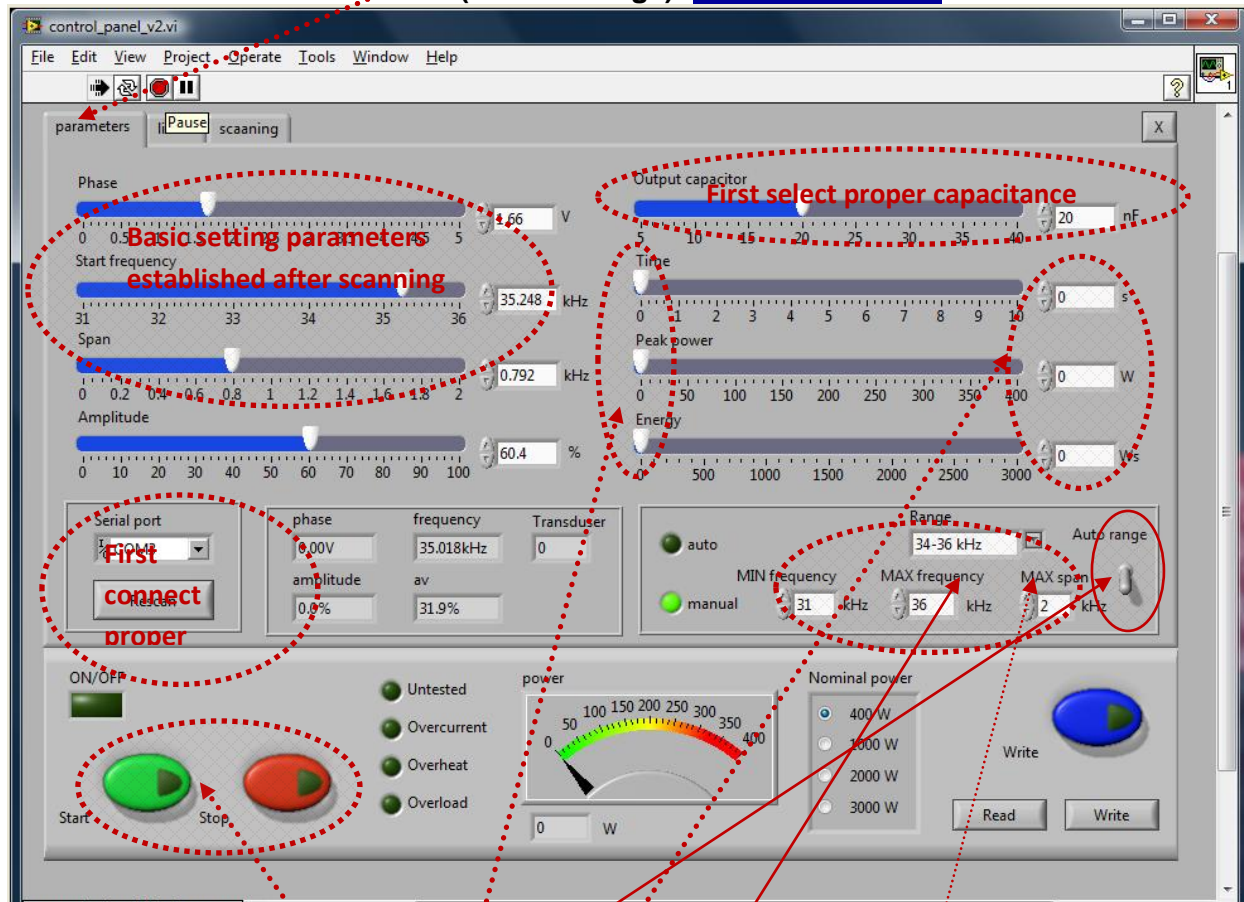 control_panel_v2.vi
File Edit View Project Operate Tools Window Help
1
parameters Pause scaaning X
Phase
0 0.5 1 5
1.66 V
Output capacitor
First select proper capacitance
5 10 15 20 25 30 35 40
20 nF
Basic setting parameters
established after scanning
Start frequency
31 32 33 34 35 36
35.248 kHz
Time
0 1 2 3 4 5 6 7 8 9 10
0 s
Span
0 0.2 0.4 0.6 0.8 1 1.2 1.4 1.6 1.8 2
0.792 kHz
Peak power
0 50 100 150 200 250 300 350 400
0 W
Amplitude
0 10 20 30 40 50 60 70 80 90 100
60.4 %
Energy
0 500 1000 1500 2000 2500 3000
0 Ws
Serial port
First
connect
proper
Rescan
phase frequency Transduser
0.00V 35.018kHz 0
amplitude av
0.0% 31.9%
auto
manual
Range
34-36 kHz
Auto range
MIN frequency MAX frequency MAX span
31 kHz 36 kHz 2 kHz
ON/OFF
Start Stop
Untested
Overcurrent
Overheat
Overload
power
0 50 100 150 200 250 300 350 400
0 W
Nominal power
400 W
1000 W
2000 W
3000 W
Write
Read Write